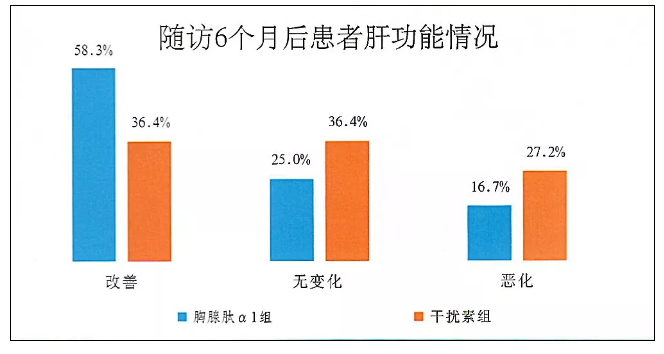 随访6个月后患者肝功能情况
58.3%
36.4%
25.0%
36.4%
16.7%
27.2%
改善
无变化
恶化
胸腺肽α1组
干扰素组